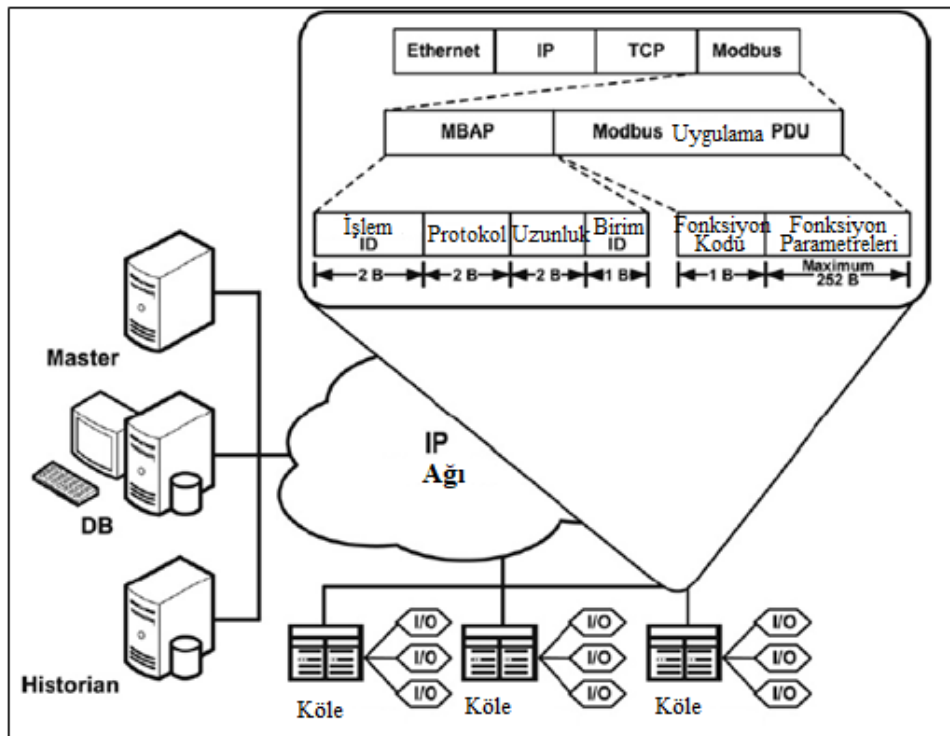 Ethernet IP TCP Modbus
MBAP Modbus Uygulama PDU
İşlem ID Protokol Uzunluk Birim ID Fonksiyon Kodu Fonksiyon Parametreleri
2 B 2 B 2 B 1 B 1 B Maximum 252 B
Master
IP
Ağı
DB
Historian
I/O I/O I/O
I/O I/O I/O
I/O I/O I/O
Köle Köle Köle